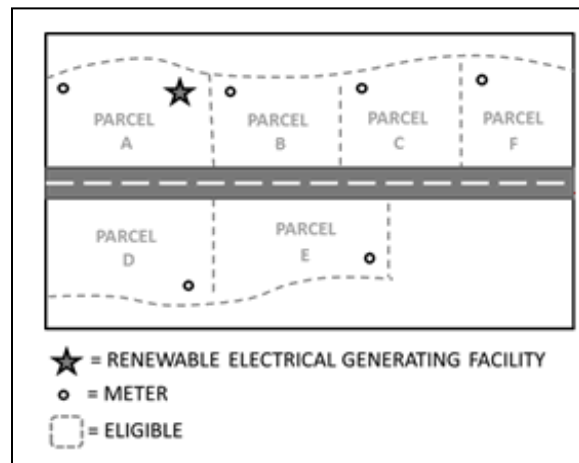 PARCEL
A
PARCEL
B
PARCEL
C
PARCEL
F
PARCEL
D
PARCEL
E
= RENEWABLE ELECTRICAL GENERATING FACILITY
= METER
= ELIGIBLE